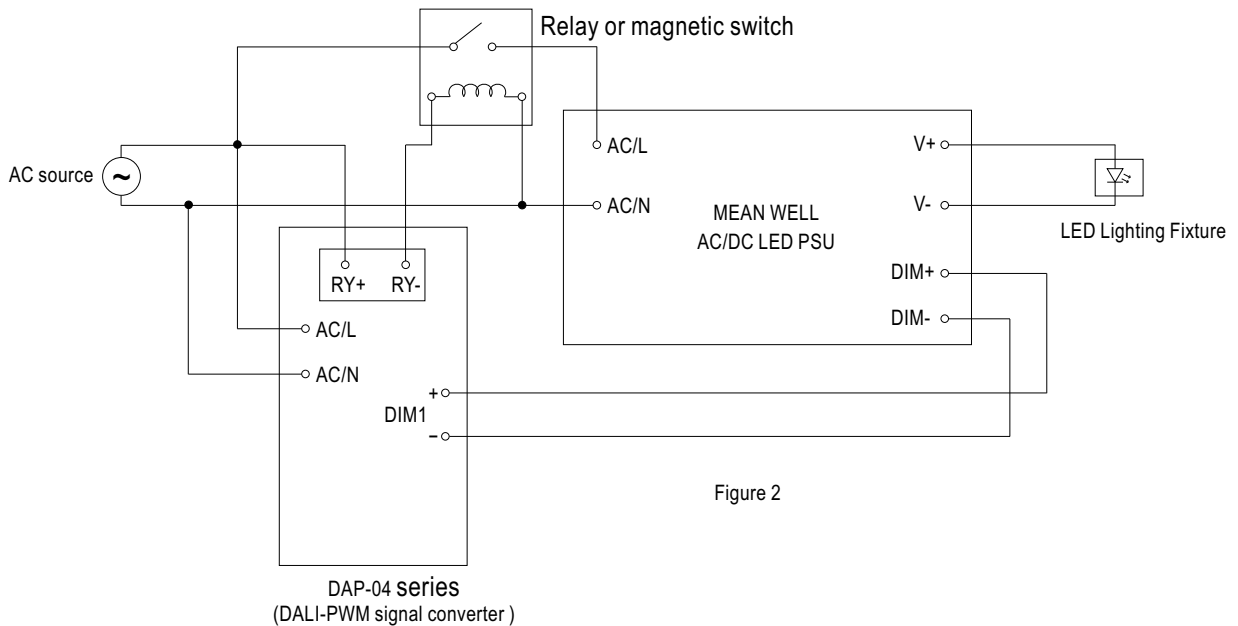 Relay or magnetic switch
AC source
~
AC/L
AC/N
MEAN WELL
AC/DC LED PSU
V+
V-
DIM+
DIM-
LED Lighting Fixture
RY+ RY-
AC/L
AC/N
DIM1
+
-
Figure 2
DAP-04 series
(DALI-PWM signal converter )